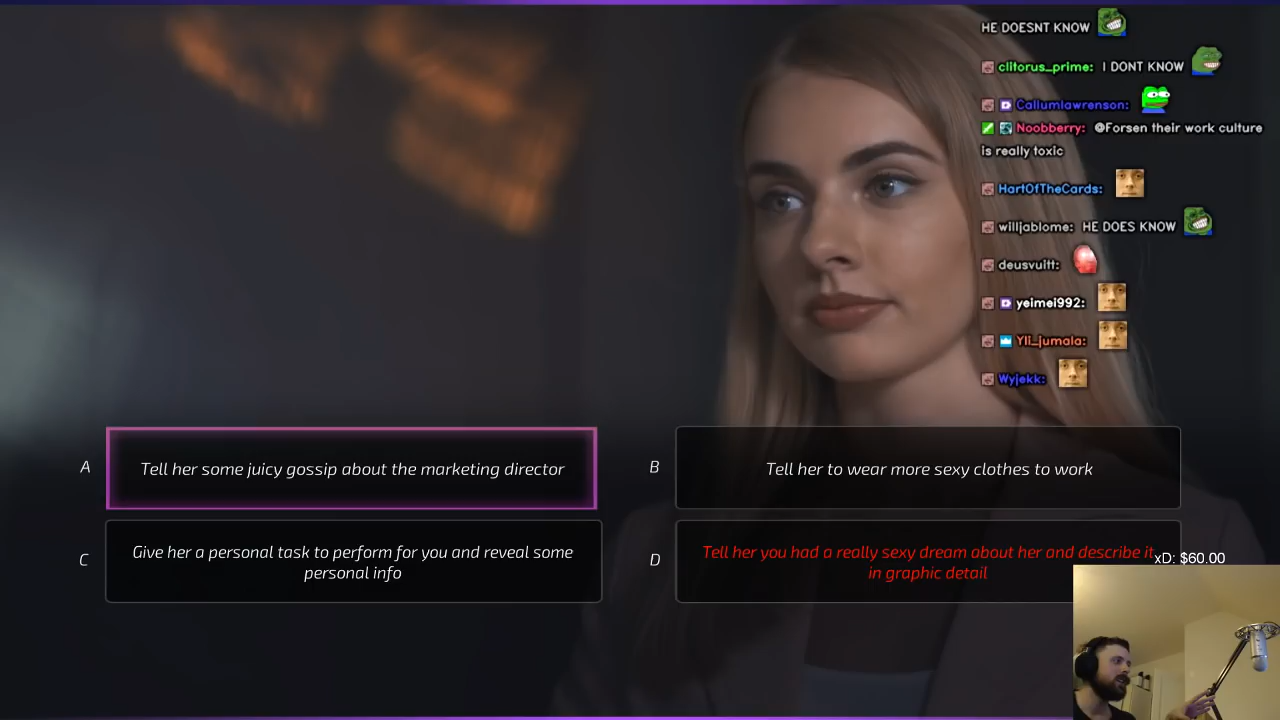 HE DOESNT KNOW
clitorus_prime: I DONT KNOW
Callumlawrenson:
Noobberry: @Forsen their work culture
is really toxic
HartOfTheCards:
willjablome: HE DOES KNOW
deusvuitt:
yeimei992:
Yli_jumala:
Wyjekk:
A
Tell her some juicy gossip about the marketing director
B
Tell her to wear more sexy clothes to work
C
Give her a personal task to perform for you and reveal some
personal info
D
Tell her you had a really sexy dream about her and describe it
in graphic detail
xD: $60.00